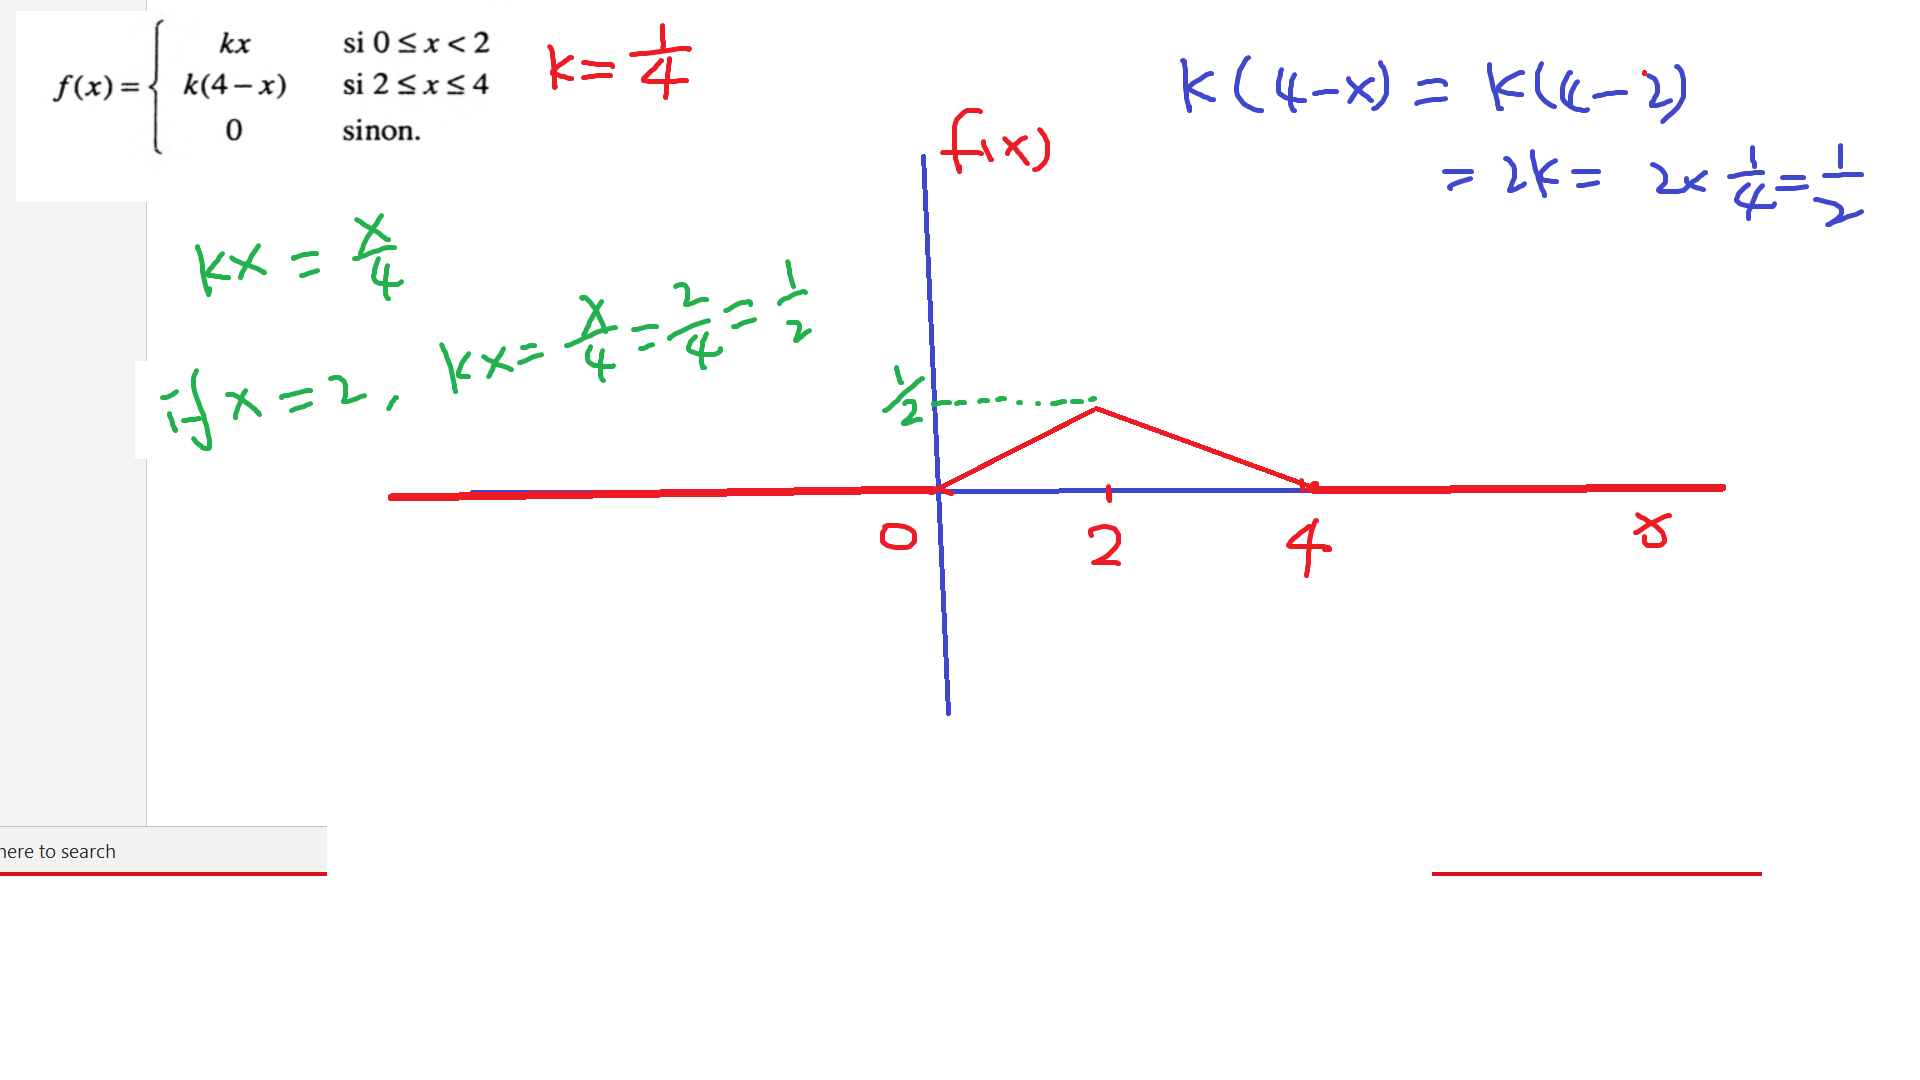 f(x) = { kx si 0 ≤ x < 2
k(4 − x) si 2 ≤ x ≤ 4
0 sinon.
k = 1/4
k(4-x) = k(4-2)
= 2k = 2 x 1/4 = 1/2
f(x)
kx = x/4
if x = 2, kx = x/4 = 2/4 = 1/2
1/2
0 2 4 x
here to search